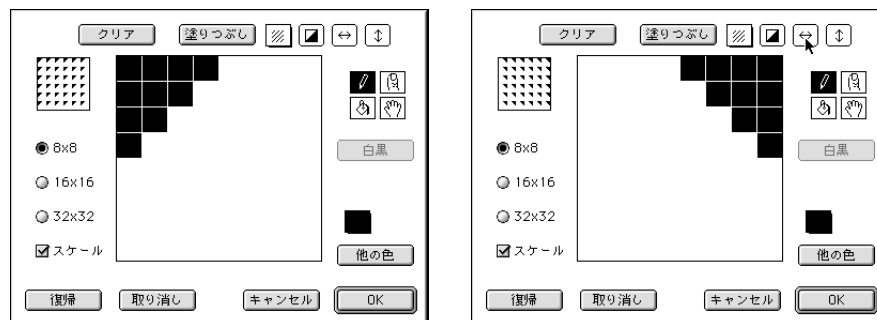 クリア 塗りつぶし
8x8
白黒
16x16
32x32
スケール
他の色
復帰 取り消し キャンセル OK
クリア 塗りつぶし
8x8
白黒
16x16
32x32
スケール
他の色
復帰 取り消し キャンセル OK